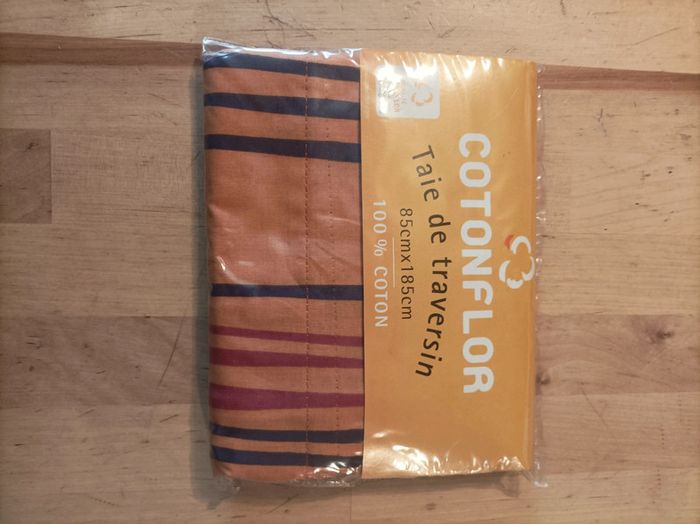 COTONFLOR
Taie de traversin
85cmx185cm
100 % COTON